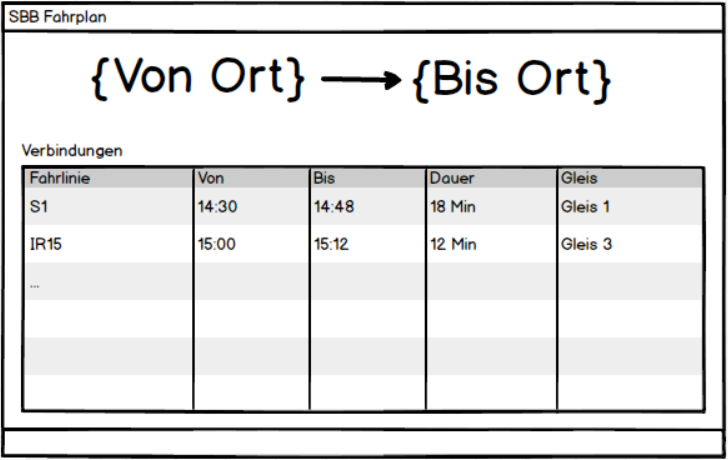 SBB Fahrplan
{Von Ort} → {Bis Ort}
Verbindungen
Fahrlinie Von Bis Dauer Gleis
S1 14:30 14:48 18 Min Gleis 1
IR15 15:00 15:12 12 Min Gleis 3
...